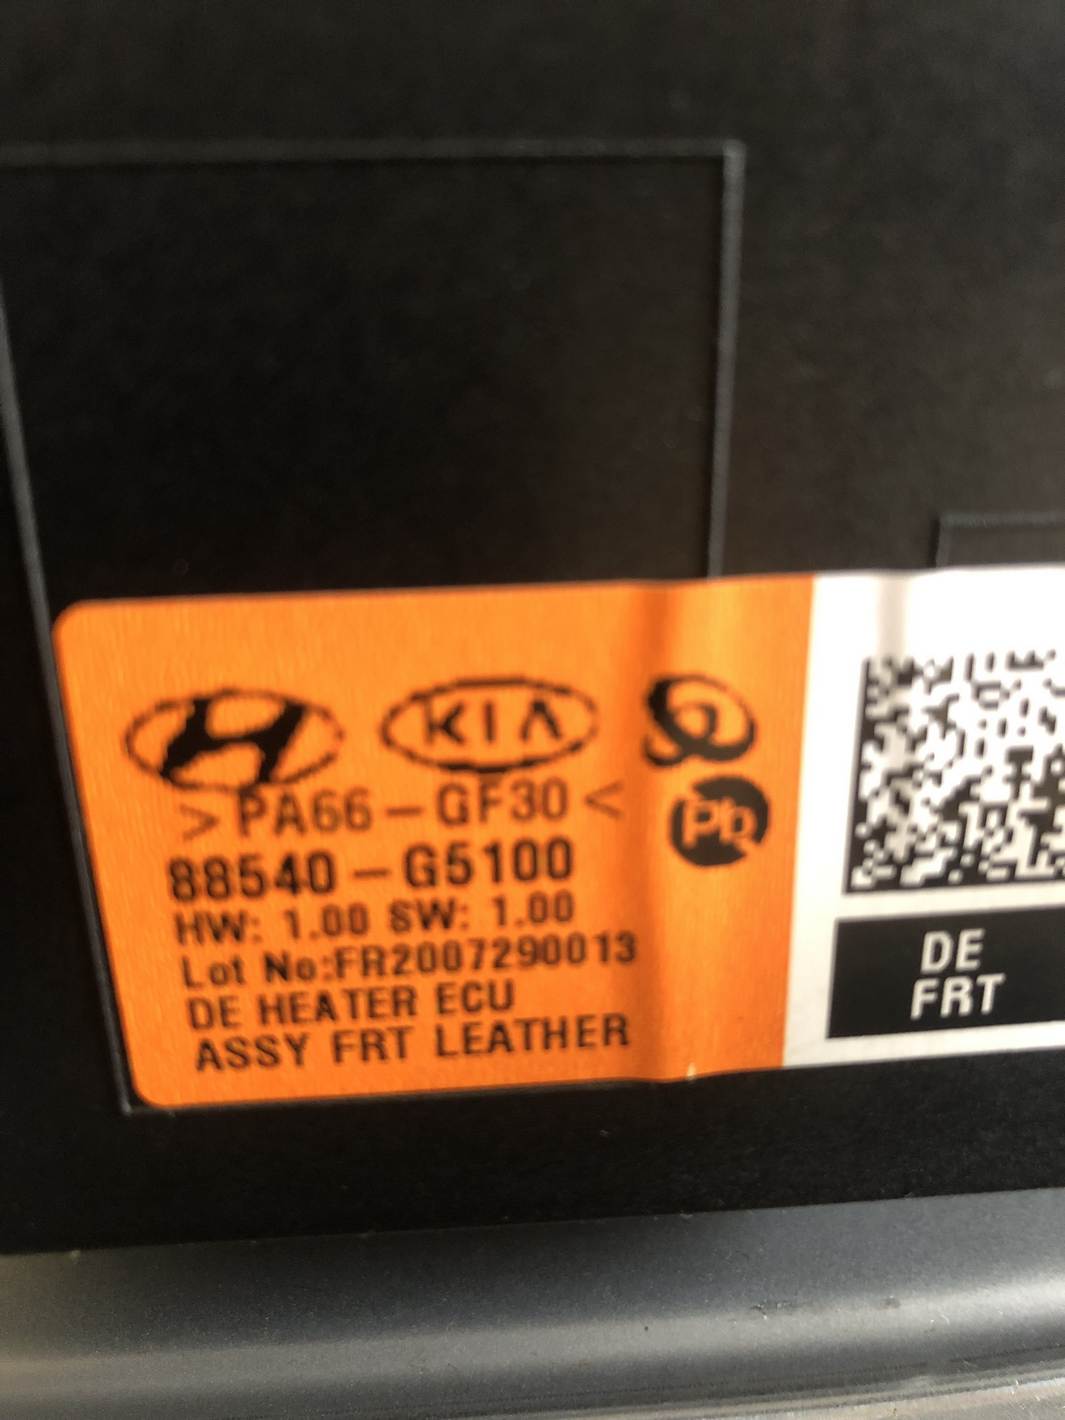 KIA
>PA66-GF30<
Pb
88540-G5100
HW: 1.00 SW: 1.00
Lot No:FR2007290013
DE HEATER ECU
ASSY FRT LEATHER
DE
FRT